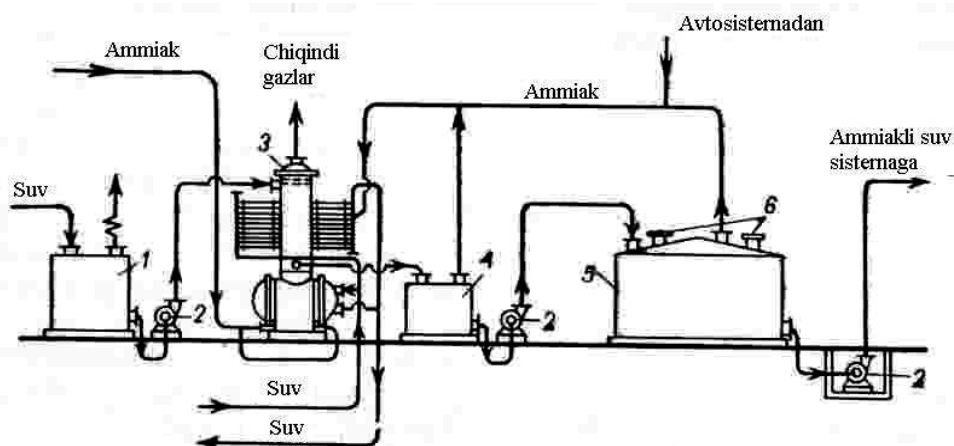 Avtosisternadan
Ammiak
Chiqindi
gazlar
Ammiak
Ammiakli suv
sisternaga
3
Suv
6
1
2
4
2
5
2
Suv
Suv